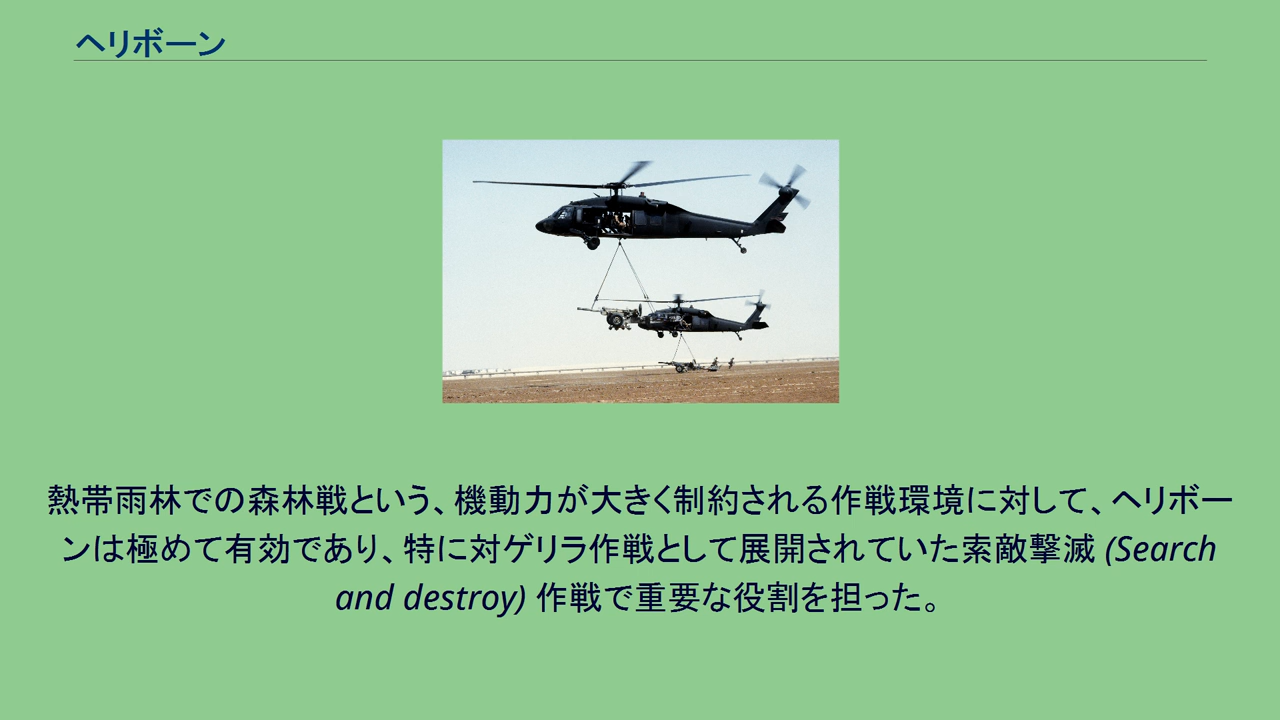 ヘリボーン
熱帯雨林での森林戦という、機動力が大きく制約される作戦環境に対して、ヘリボー
ンは極めて有効であり、特に対ゲリラ作戦として展開されていた索敵撃滅 (Search
and destroy) 作戦で重要な役割を担った。